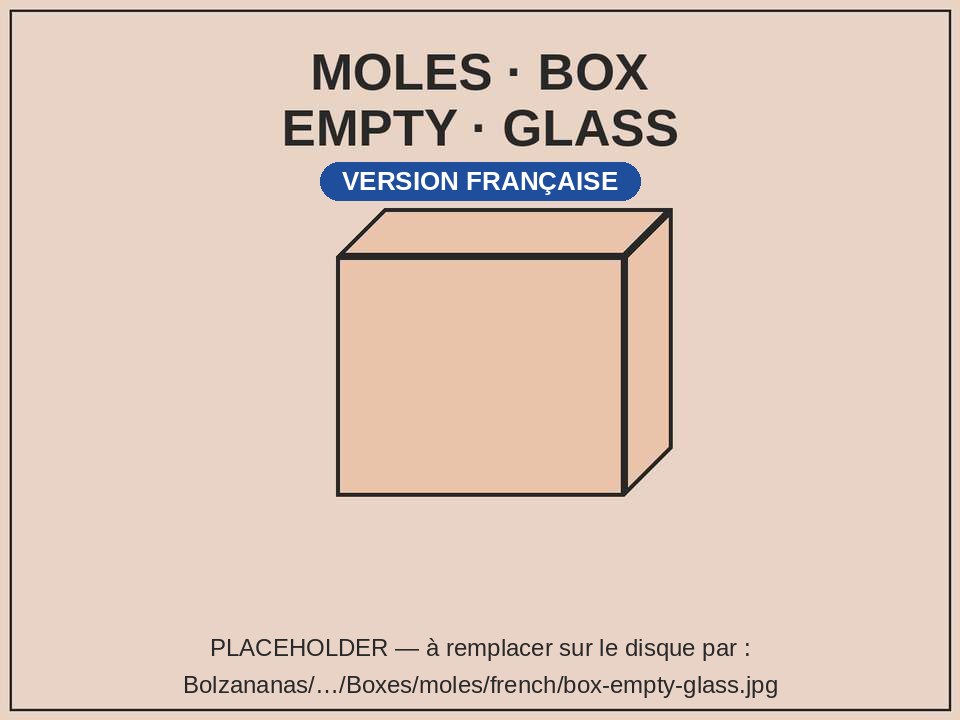 MOLES · BOX
EMPTY · GLASS
VERSION FRANÇAISE
PLACEHOLDER — à remplacer sur le disque par :
Bolzananas/…/Boxes/moles/french/box-empty-glass.jpg